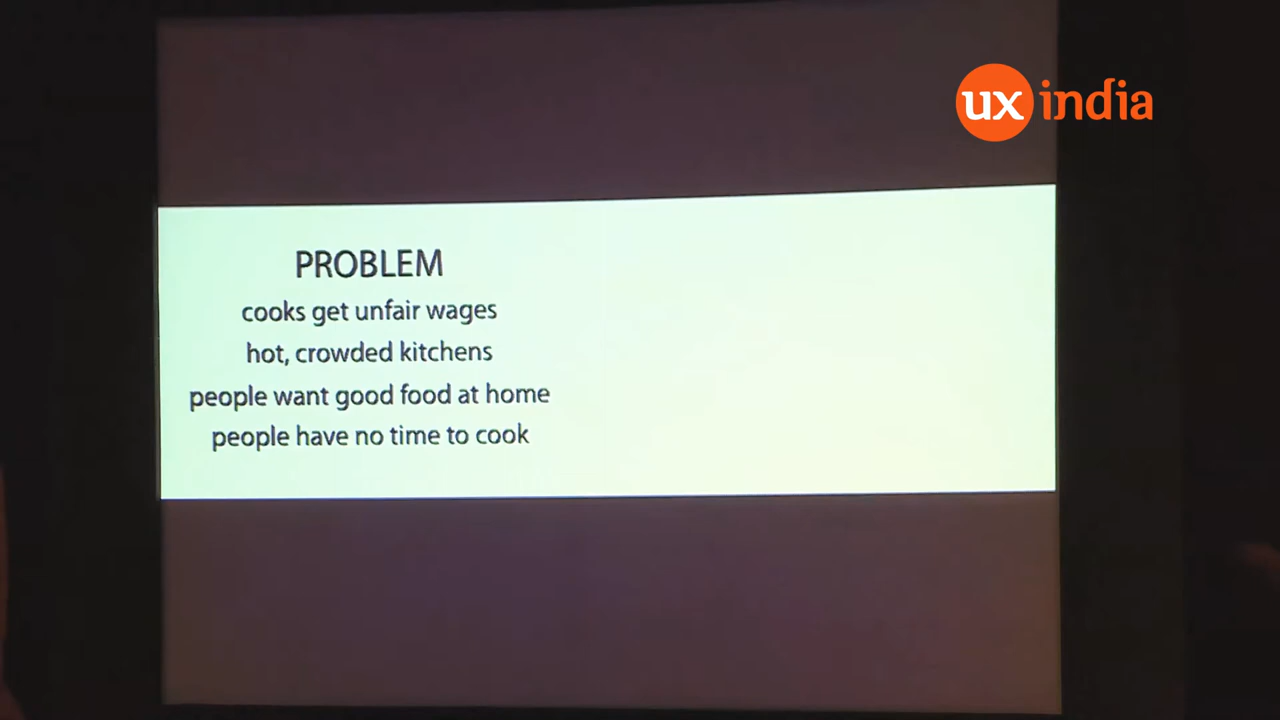 ux india
PROBLEM
cooks get unfair wages
hot, crowded kitchens
people want good food at home
people have no time to cook